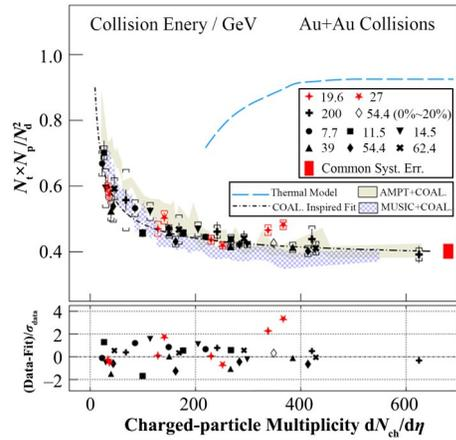 Collision Enery / GeV Au+Au Collisions
19.6 27
200 54.4 (0%~20%)
7.7 11.5 14.5
39 54.4 62.4
Common Syst. Err.
Thermal Model AMPT+COAL.
COAL. Inspired Fit MUSIC+COAL.
N_t×N_p/N_d^2
0.8
0.6
0.4
(Data-Fit)/σ_data
4
2
0
−2
0 200 400 600
Charged-particle Multiplicity dN_ch/dη